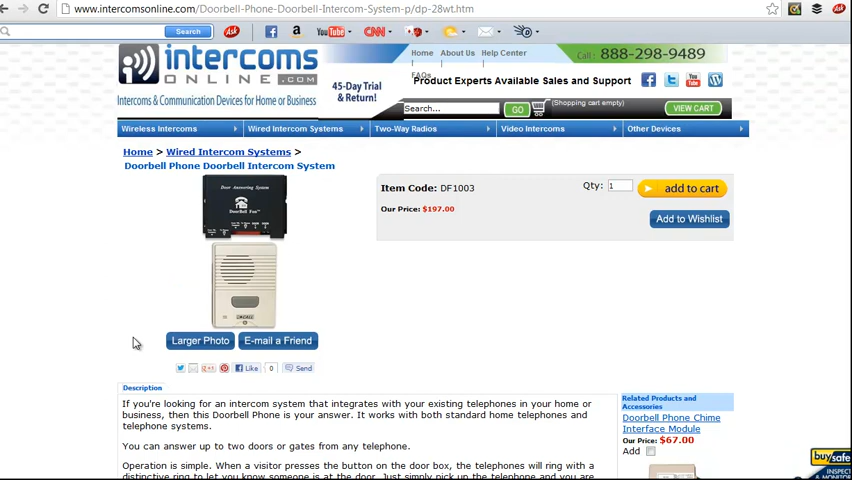 www.intercomsonline.com/Doorbell-Phone-Doorbell-Intercom-System-p/dp-28wt.htm
Search
Ask
YouTube
CNN
Ask
intercoms
ONLINE.COM
Intercoms & Communication Devices for Home or Business
45-Day Trial
& Return!
Home About Us Help Center
FAQs
Call: 888-298-9489
Product Experts Available Sales and Support
Search... GO (Shopping cart empty) VIEW CART
Wireless Intercoms Wired Intercom Systems Two-Way Radios Video Intercoms Other Devices
Home > Wired Intercom Systems >
Doorbell Phone Doorbell Intercom System
Door Answering System
DoorBell Fon
Item Code: DF1003
Our Price: $197.00
Qty: 1 add to cart
Add to Wishlist
CALL
Larger Photo E-mail a Friend
Like 0 Send
Description
If you're looking for an intercom system that integrates with your existing telephones in your home or
business, then this Doorbell Phone is your answer. It works with both standard home telephones and
telephone systems.
You can answer up to two doors or gates from any telephone.
Operation is simple. When a visitor presses the button on the door box, the telephones will ring with a
distinctive ring to let you know someone is at the door. Just simply pick up the telephone and you are
Related Products and
Accessories
Doorbell Phone Chime
Interface Module
Our Price: $67.00
Add
buySAFE
INSPECT
& MONITOR